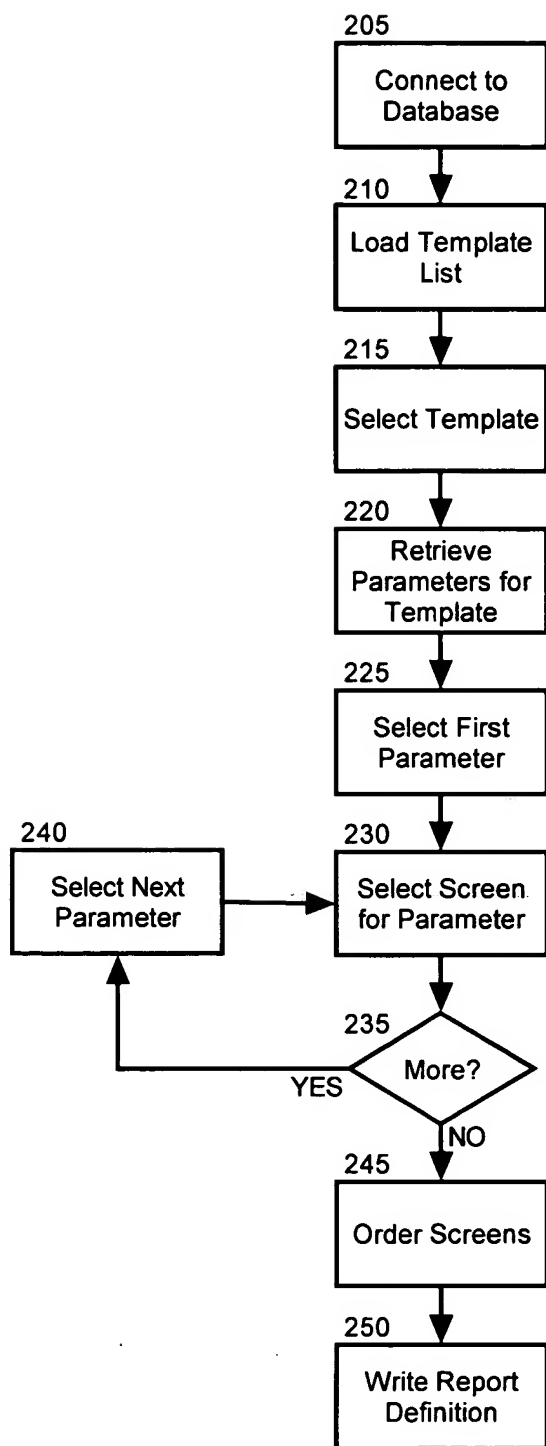 205
Connect to
Database
210
Load Template
List
215
Select Template
220
Retrieve
Parameters for
Template
225
Select First
Parameter
240
Select Next
Parameter
230
Select Screen
for Parameter
235
More?
YES
NO
245
Order Screens
250
Write Report
Definition